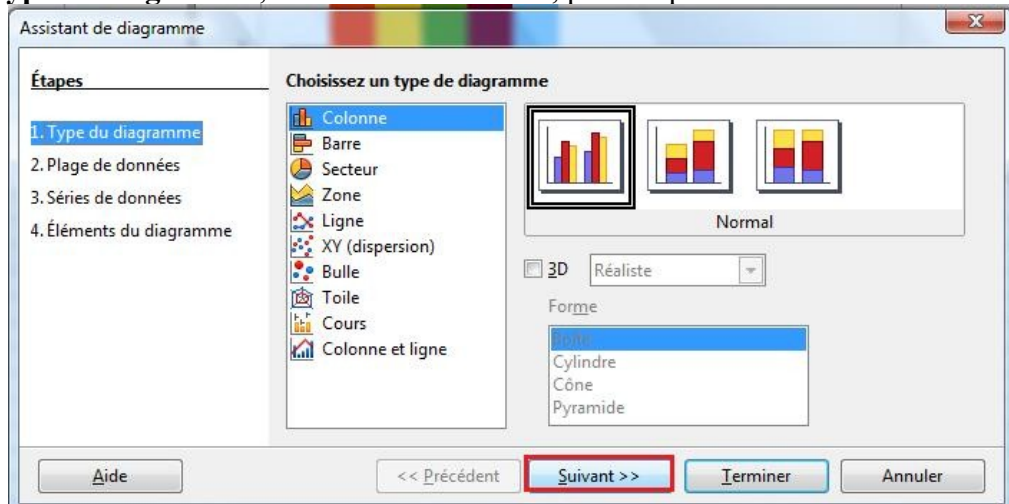 Assistant de diagramme
Étapes
1. Type du diagramme
2. Plage de données
3. Séries de données
4. Éléments du diagramme
Choisissez un type de diagramme
Colonne
Barre
Secteur
Zone
Ligne
XY (dispersion)
Bulle
Toile
Cours
Colonne et ligne
Normal
3D Réaliste
Forme
Boîte
Cylindre
Cône
Pyramide
Aide
<< Précédent
Suivant >>
Terminer
Annuler